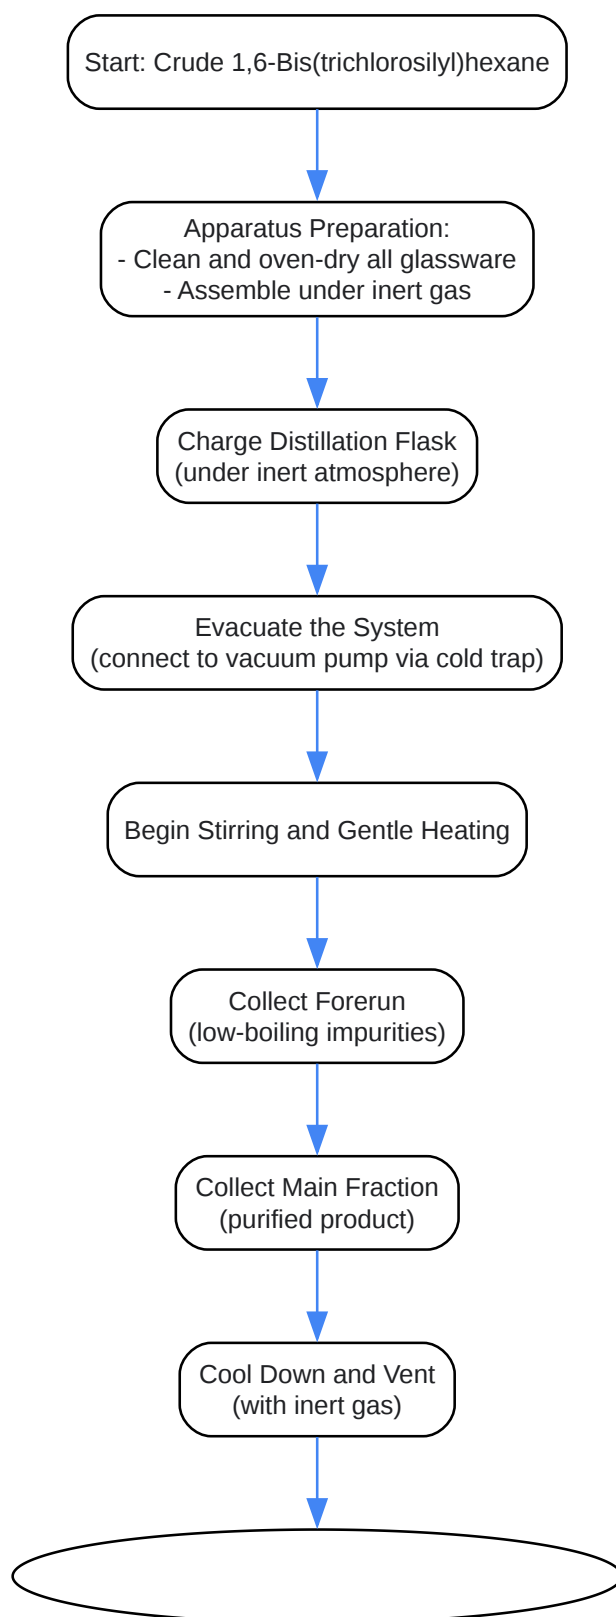 Start: Crude 1,6-Bis(trichlorosilyl)hexane
Apparatus Preparation:
- Clean and oven-dry all glassware
- Assemble under inert gas
Charge Distillation Flask
(under inert atmosphere)
Evacuate the System
(connect to vacuum pump via cold trap)
Begin Stirring and Gentle Heating
Collect Forerun
(low-boiling impurities)
Collect Main Fraction
(purified product)
Cool Down and Vent
(with inert gas)